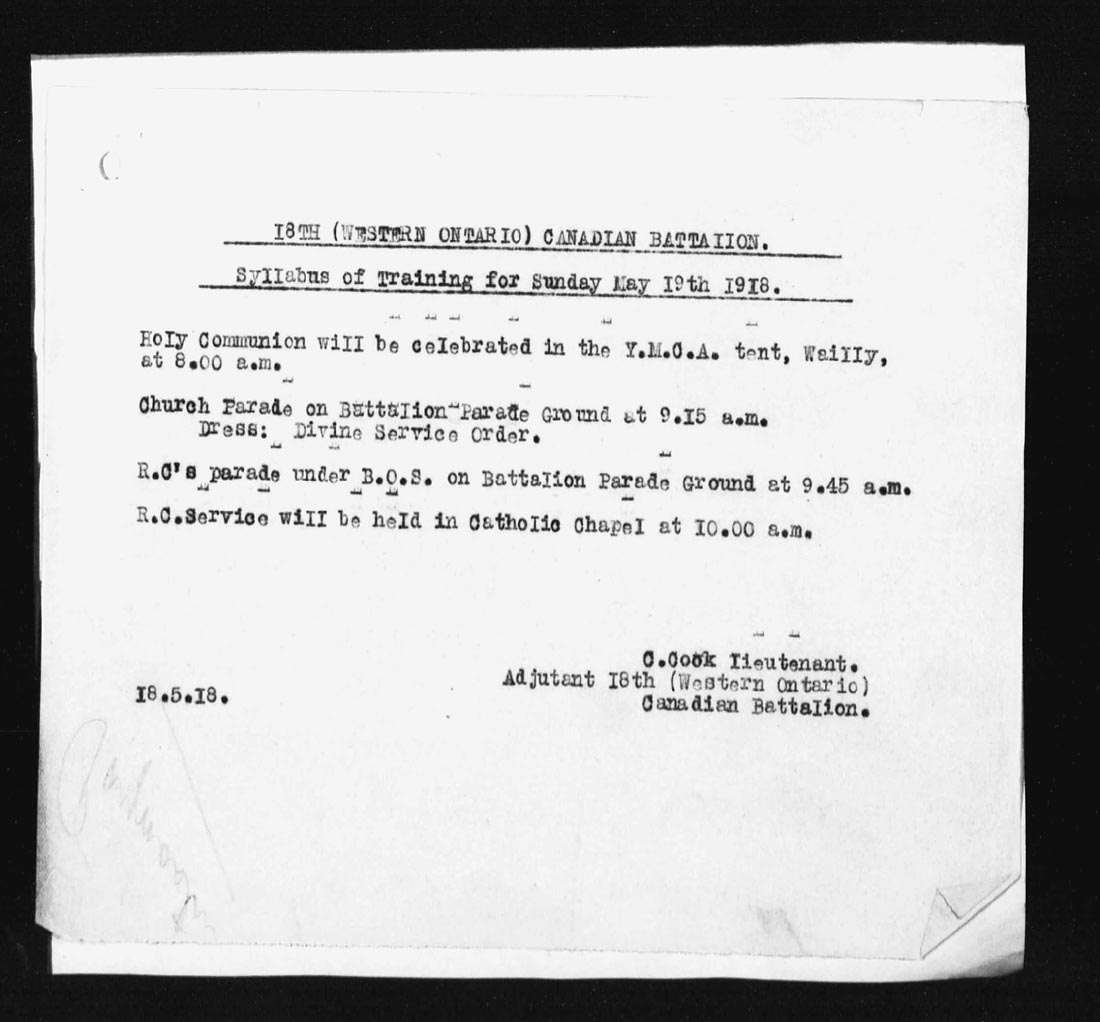 18TH (WESTERN ONTARIO) CANADIAN BATTALION.
Syllabus of Training for Sunday May 19th 1918.
Holy Communion will be celebrated in the Y.M.C.A. tent, Wailly,
at 8.00 a.m.
Church Parade on Battalion Parade Ground at 9.15 a.m.
Dress: Divine Service Order.
R.C's parade under B.O.S. on Battalion Parade Ground at 9.45 a.m.
R.C.Service will be held in Catholic Chapel at 10.00 a.m.
C.Cook Lieutenant.
Adjutant 18th (Western Ontario)
Canadian Battalion.
18.5.18.